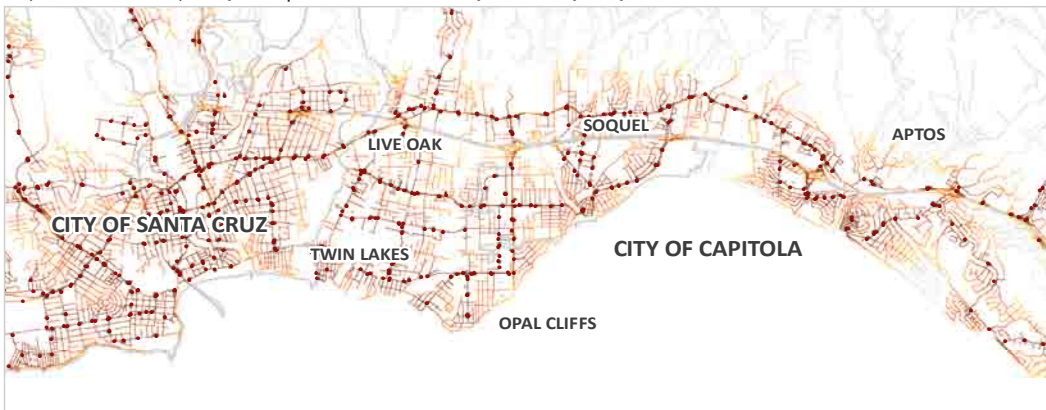 SOQUEL
APTOS
LIVE OAK
CITY OF SANTA CRUZ
TWIN LAKES
CITY OF CAPITOLA
OPAL CLIFFS